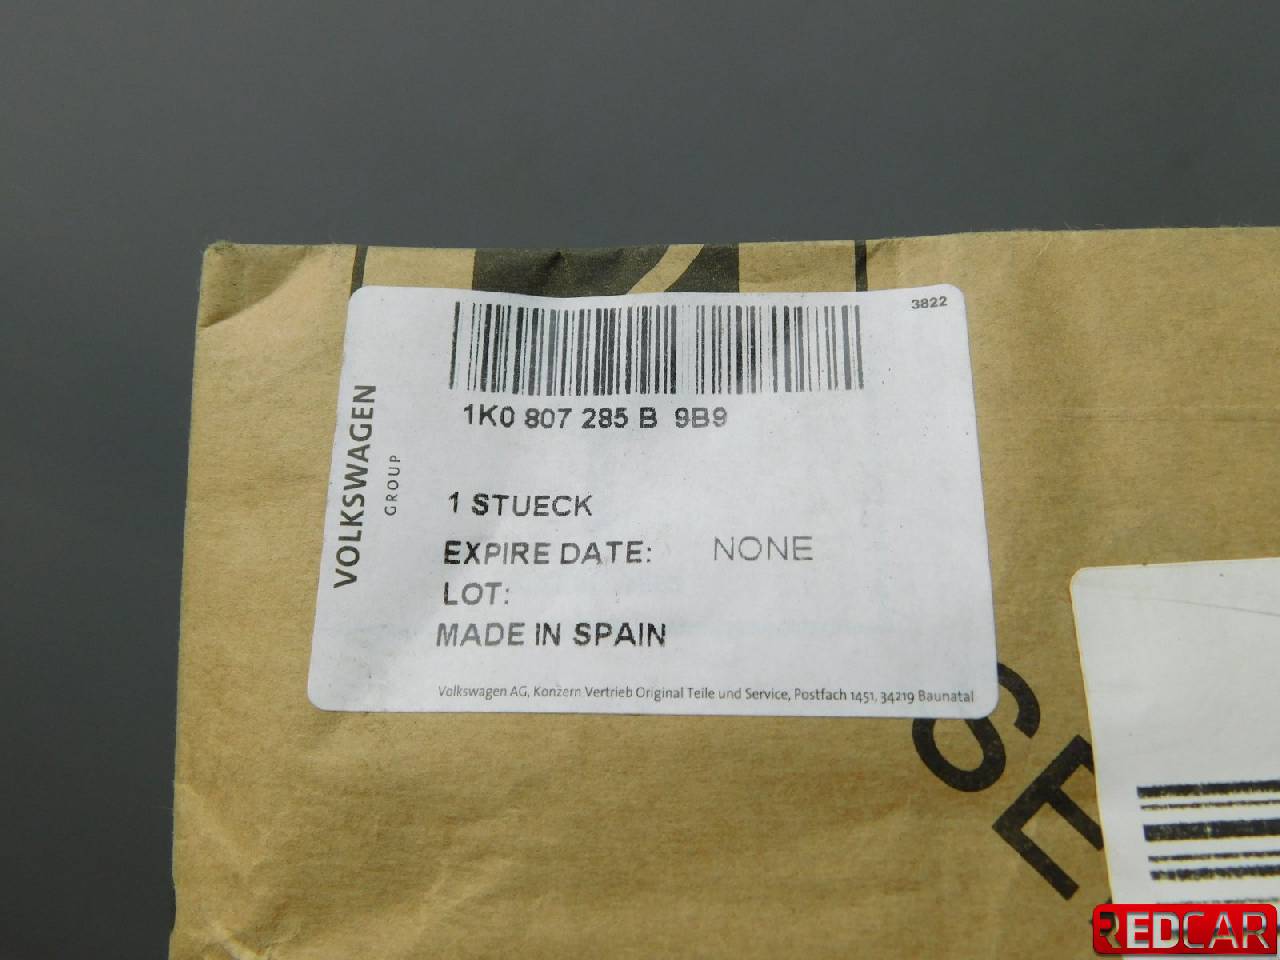 3822
1K0 807 285 B 9B9
VOLKSWAGEN
GROUP
1 STUECK
EXPIRE DATE: NONE
LOT:
MADE IN SPAIN
Volkswagen AG, Konzern Vertrieb Original Teile und Service, Postfach 1451, 34219 Baunatal
SE
REDCAR